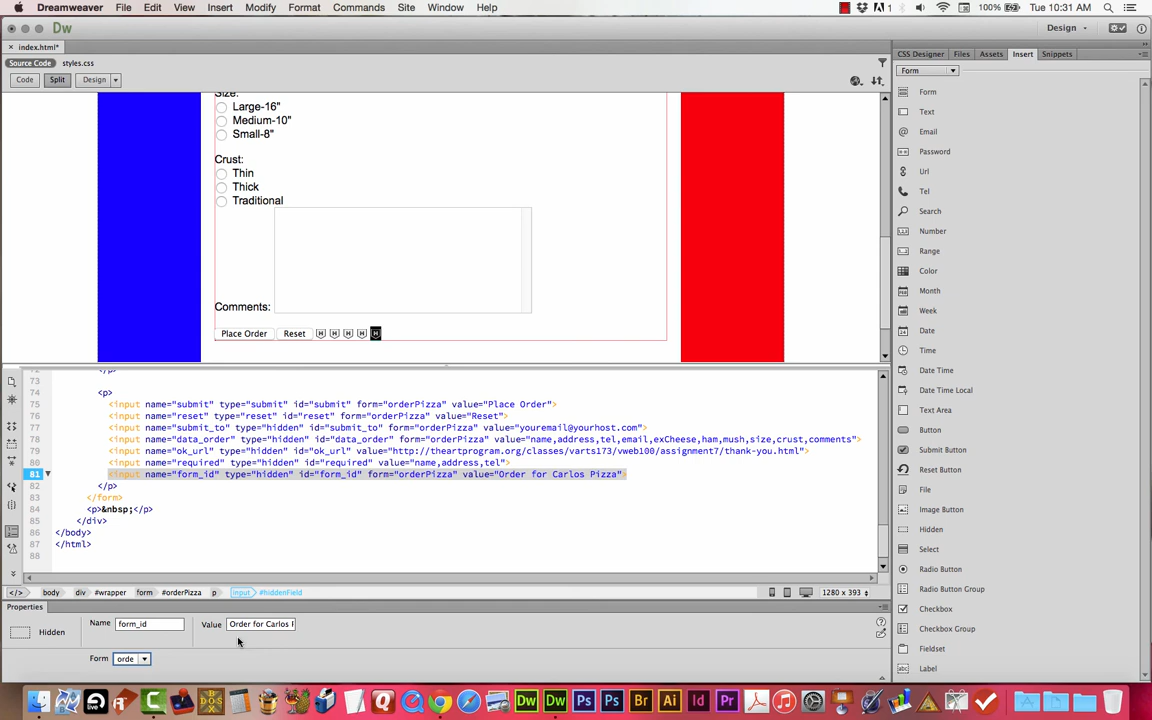 Dreamweaver File Edit View Insert Modify Format Commands Site Window Help 1 100% Tue 10:31 AM
Dw Design
× index.html* CSS Designer Files Assets Insert Snippets
Source Code styles.css Form
Code Split Design
Size:
Large-16"
Medium-10"
Small-8"
Crust:
Thin
Thick
Traditional
Comments:
Place Order Reset H H H H H
Form
Text
Email
Password
Url
Tel
Search
Number
Range
Color
Month
Week
Date
Time
Date Time
Date Time Local
Text Area
Button
Submit Button
Reset Button
File
Image Button
Hidden
Select
Radio Button
Radio Button Group
Checkbox
Checkbox Group
Fieldset
Label
72 </p>
73
74 <p>
75 <input name="submit" type="submit" id="submit" form="orderPizza" value="Place Order">
76 <input name="reset" type="reset" id="reset" form="orderPizza" value="Reset">
77 <input name="submit_to" type="hidden" id="submit_to" form="orderPizza" value="youremail@yourhost.com">
78 <input name="data_order" type="hidden" id="data_order" form="orderPizza" value="name,address,tel,email,exCheese,ham,mush,size,crust,comments">
79 <input name="ok_url" type="hidden" id="ok_url" value="http://theartprogram.org/classes/varts173/vweb100/assignment7/thank-you.html">
80 <input name="required" type="hidden" id="required" value="name,address,tel">
81 <input name="form_id" type="hidden" id="form_id" form="orderPizza" value="Order for Carlos Pizza">
82 </p>
83 </form>
84 <p>&nbsp;</p>
85 </div>
86 </body>
87 </html>
88
</> body div #wrapper form #orderPizza p input #hiddenField 1280 x 393
Properties
Hidden Name form_id Value Order for Carlos
Form orde
Live DOS Dw Dw Ps Ps Br Ai Id Pr